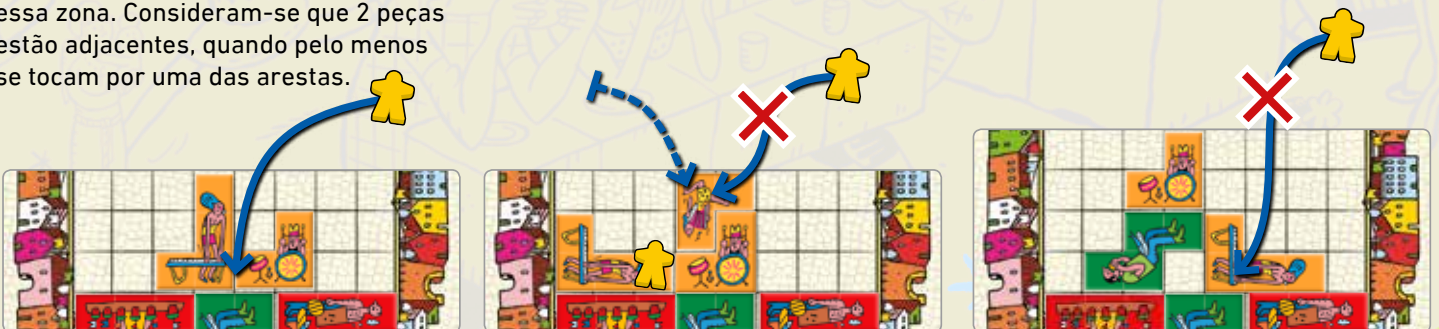 essa zona. Consideram-se que 2 peças
estão adjacentes, quando pelo menos
se tocam por uma das arestas.